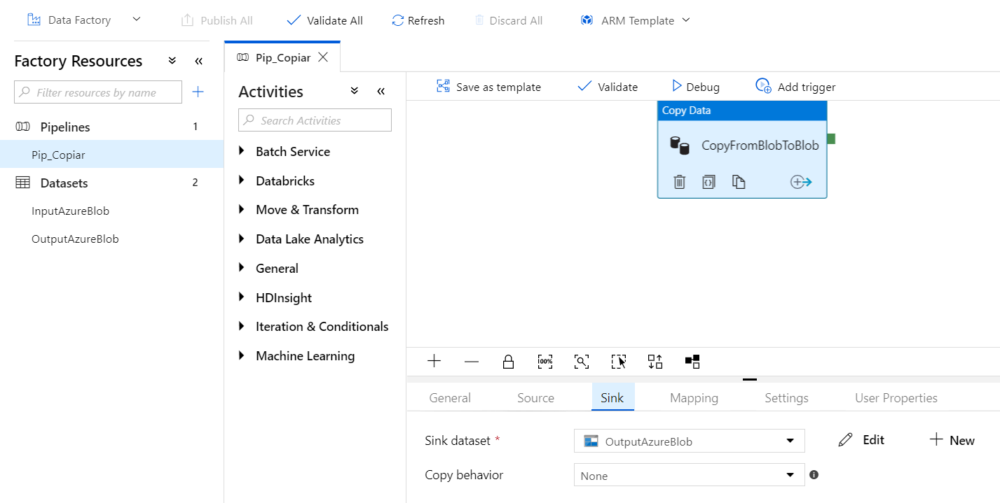 Data Factory
Publish All
Validate All
Refresh
Discard All
ARM Template
Factory Resources
Filter resources by name
Pipelines 1
Pip_Copiar
Datasets 2
InputAzureBlob
OutputAzureBlob
Pip_Copiar
Activities
Search Activities
Batch Service
Databricks
Move & Transform
Data Lake Analytics
General
HDInsight
Iteration & Conditionals
Machine Learning
Save as template
Validate
Debug
Add trigger
Copy Data
CopyFromBlobToBlob
100%
General
Source
Sink
Mapping
Settings
User Properties
Sink dataset *
OutputAzureBlob
Edit
New
Copy behavior
None